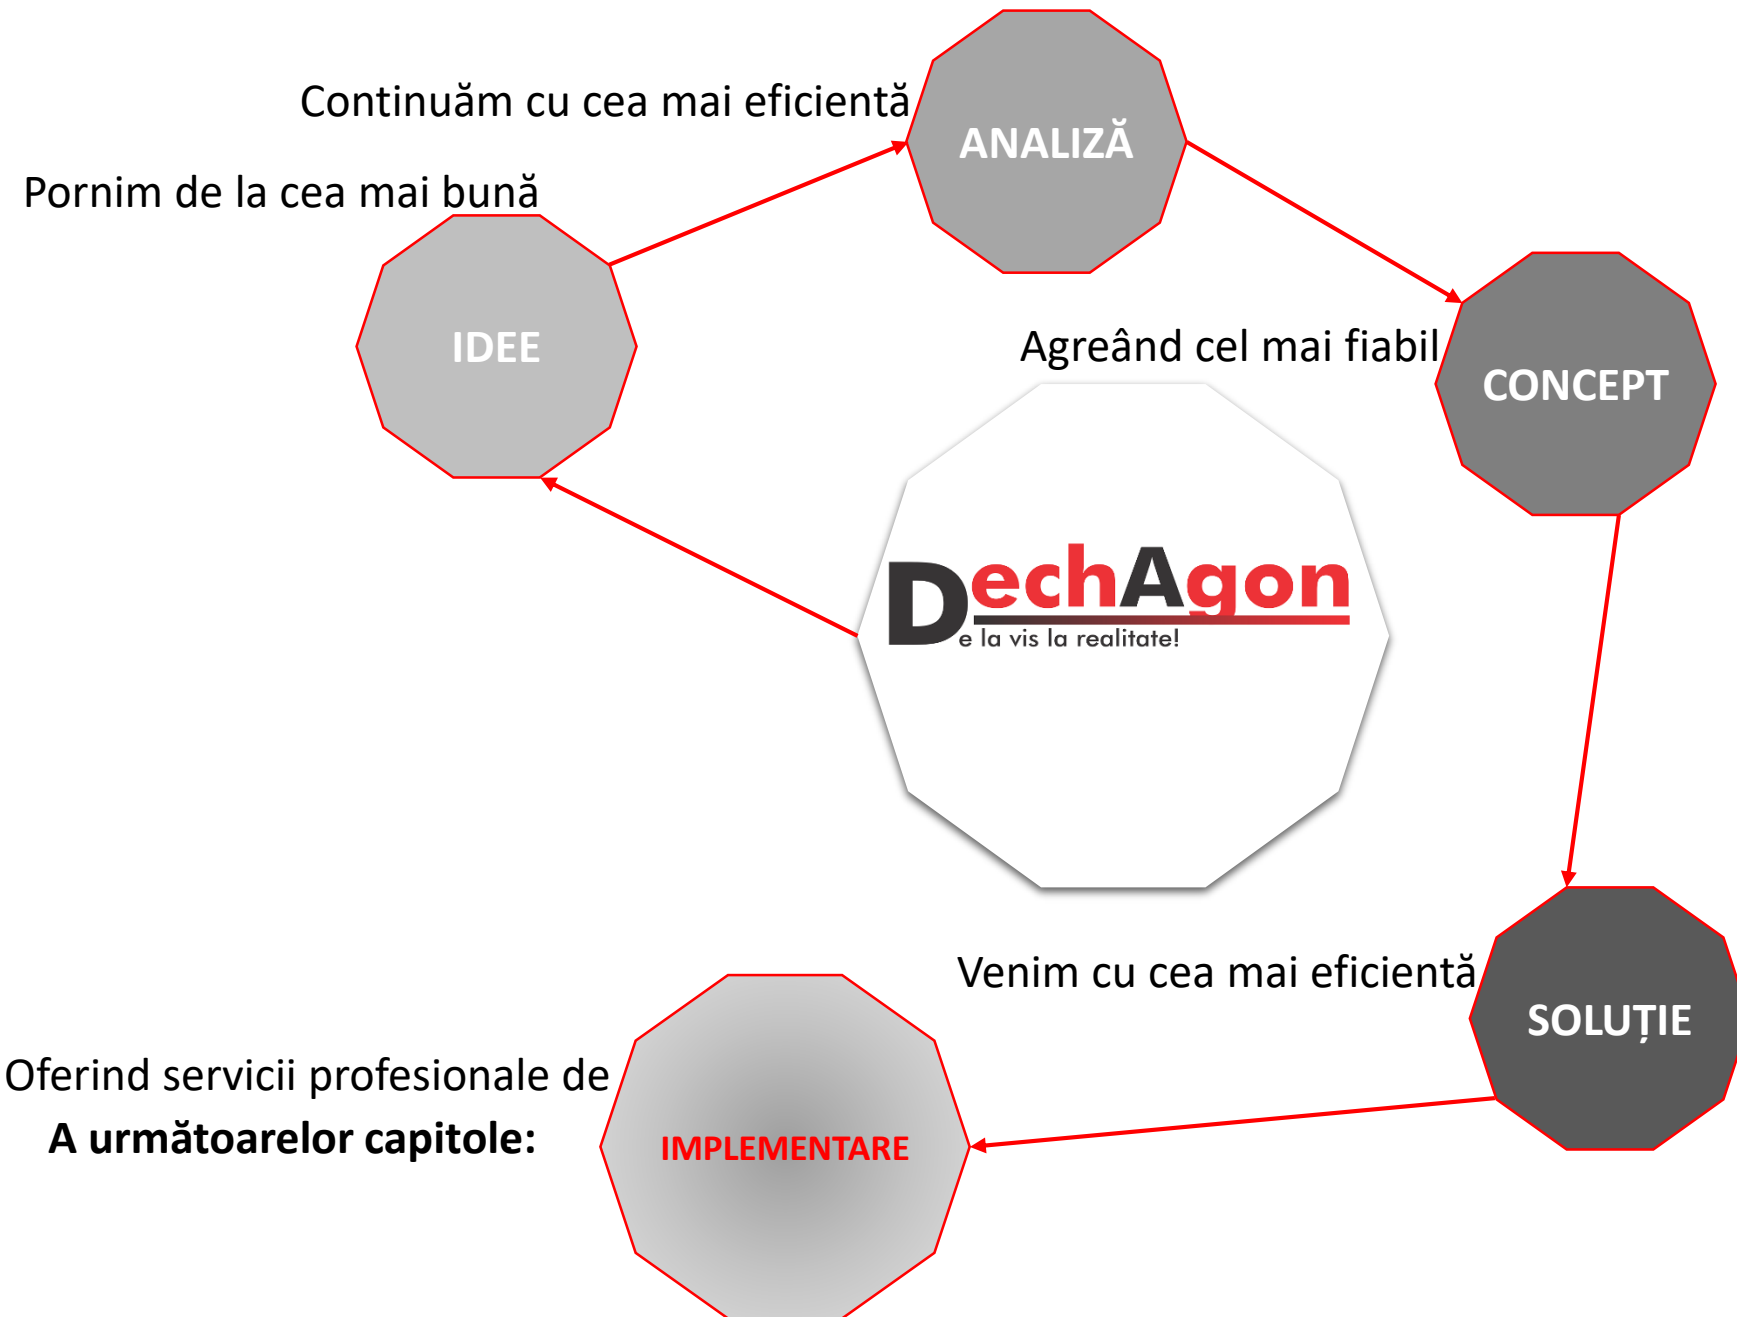 Continuăm cu cea mai eficientă
ANALIZĂ
Pornim de la cea mai bună
IDEE
Agreând cel mai fiabil
CONCEPT
DechAgon
e la vis la realitate!
Venim cu cea mai eficientă
SOLUȚIE
Oferind servicii profesionale de
A următoarelor capitole:
IMPLEMENTARE